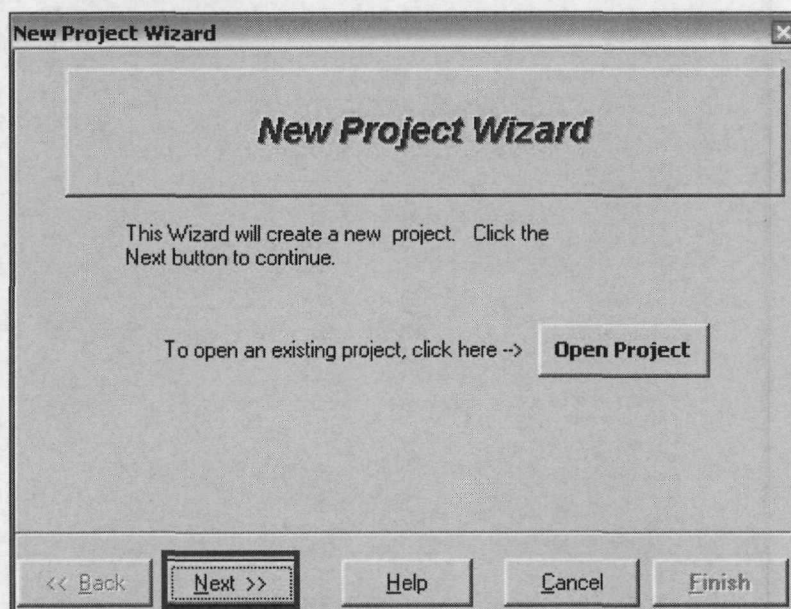 New Project Wizard
New Project Wizard
This Wizard will create a new project. Click the
Next button to continue.
To open an existing project, click here --> Open Project
<< Back Next >> Help Cancel Finish